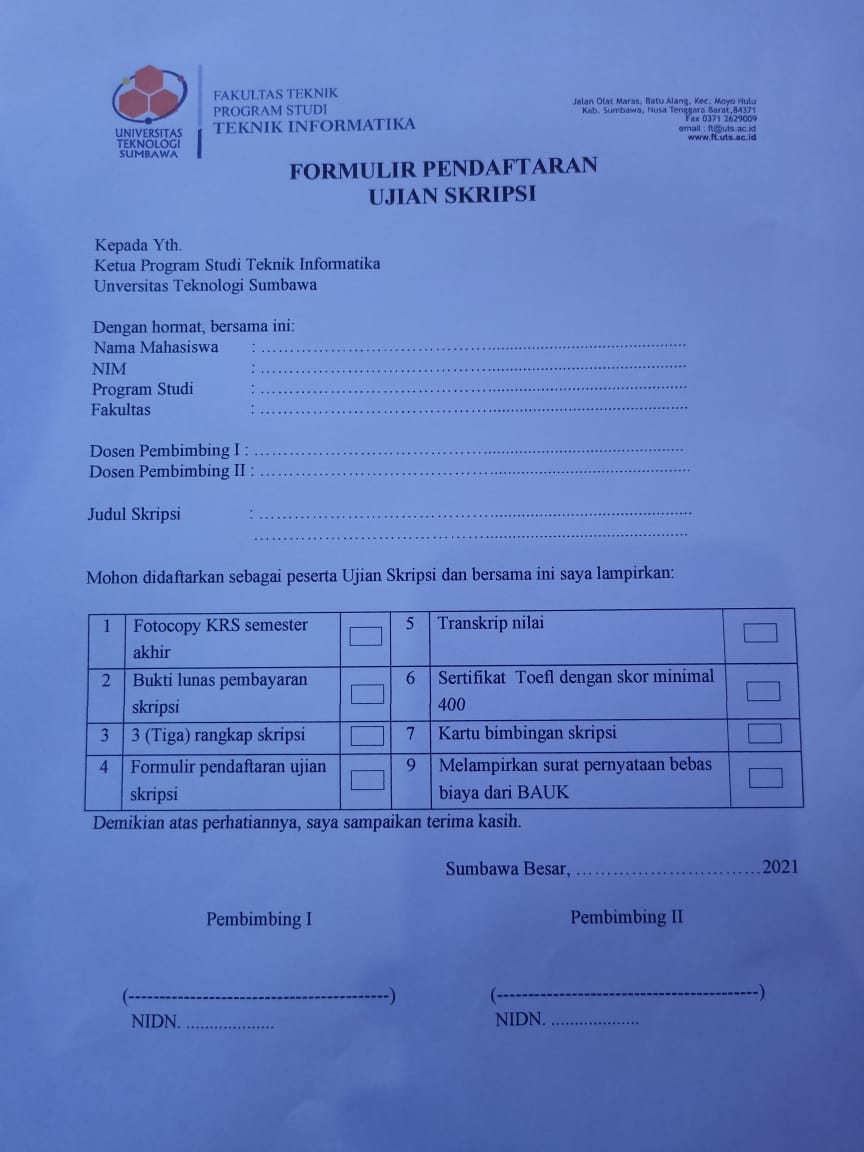 UNIVERSITAS
TEKNOLOGI
SUMBAWA
FAKULTAS TEKNIK
PROGRAM STUDI
TEKNIK INFORMATIKA
Jalan Olat Maras, Batu Alang, Kec. Moyo Hulu
Kab. Sumbawa, Nusa Tenggara Barat,84371
Fax 0371 2629009
email : ft@uts.ac.id
www.ft.uts.ac.id
FORMULIR PENDAFTARAN
UJIAN SKRIPSI
Kepada Yth.
Ketua Program Studi Teknik Informatika
Unversitas Teknologi Sumbawa
Dengan hormat, bersama ini:
Nama Mahasiswa : ........................................................................
NIM : ........................................................................
Program Studi : ........................................................................
Fakultas : ........................................................................
Dosen Pembimbing I : ........................................................................
Dosen Pembimbing II : ........................................................................
Judul Skripsi : ........................................................................
........................................................................
Mohon didaftarkan sebagai peserta Ujian Skripsi dan bersama ini saya lampirkan:
1 Fotocopy KRS semester
akhir
5 Transkrip nilai
2 Bukti lunas pembayaran
skripsi
6 Sertifikat Toefl dengan skor minimal
400
3 3 (Tiga) rangkap skripsi
7 Kartu bimbingan skripsi
4 Formulir pendaftaran ujian
skripsi
9 Melampirkan surat pernyataan bebas
biaya dari BAUK
Demikian atas perhatiannya, saya sampaikan terima kasih.
Sumbawa Besar, ..............................2021
Pembimbing I
Pembimbing II
(------------------------------------------)
(------------------------------------------)
NIDN. ...................
NIDN. ...................